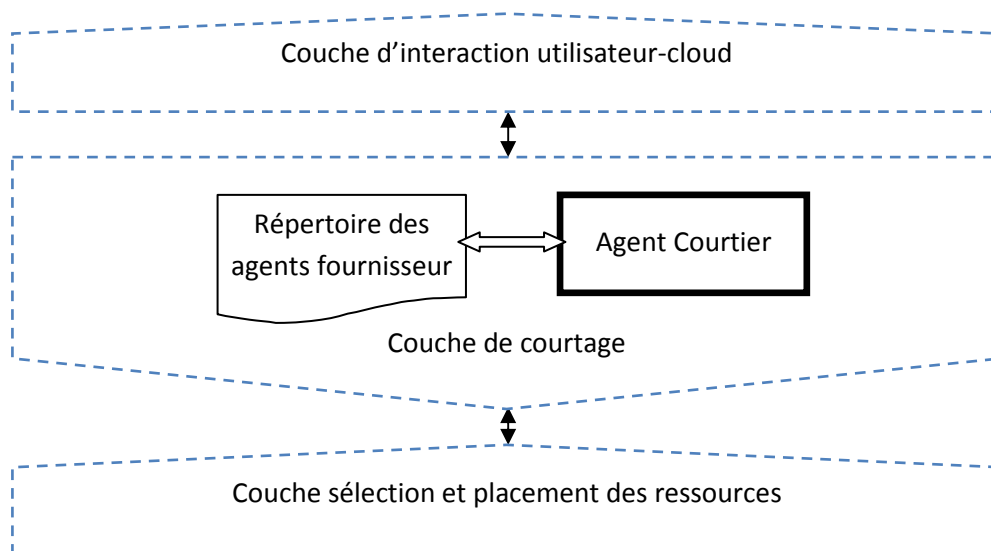 Couche d’interaction utilisateur-cloud
Répertoire des
agents fournisseur
Agent Courtier
Couche de courtage
Couche sélection et placement des ressources